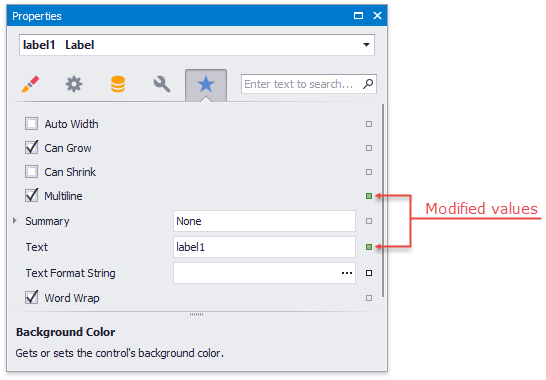 Properties
label1 Label
Enter text to search...
Auto Width
Can Grow
Can Shrink
Multiline
Modified values
Summary None
Text label1
Text Format String ...
Word Wrap
Background Color
Gets or sets the control's background color.